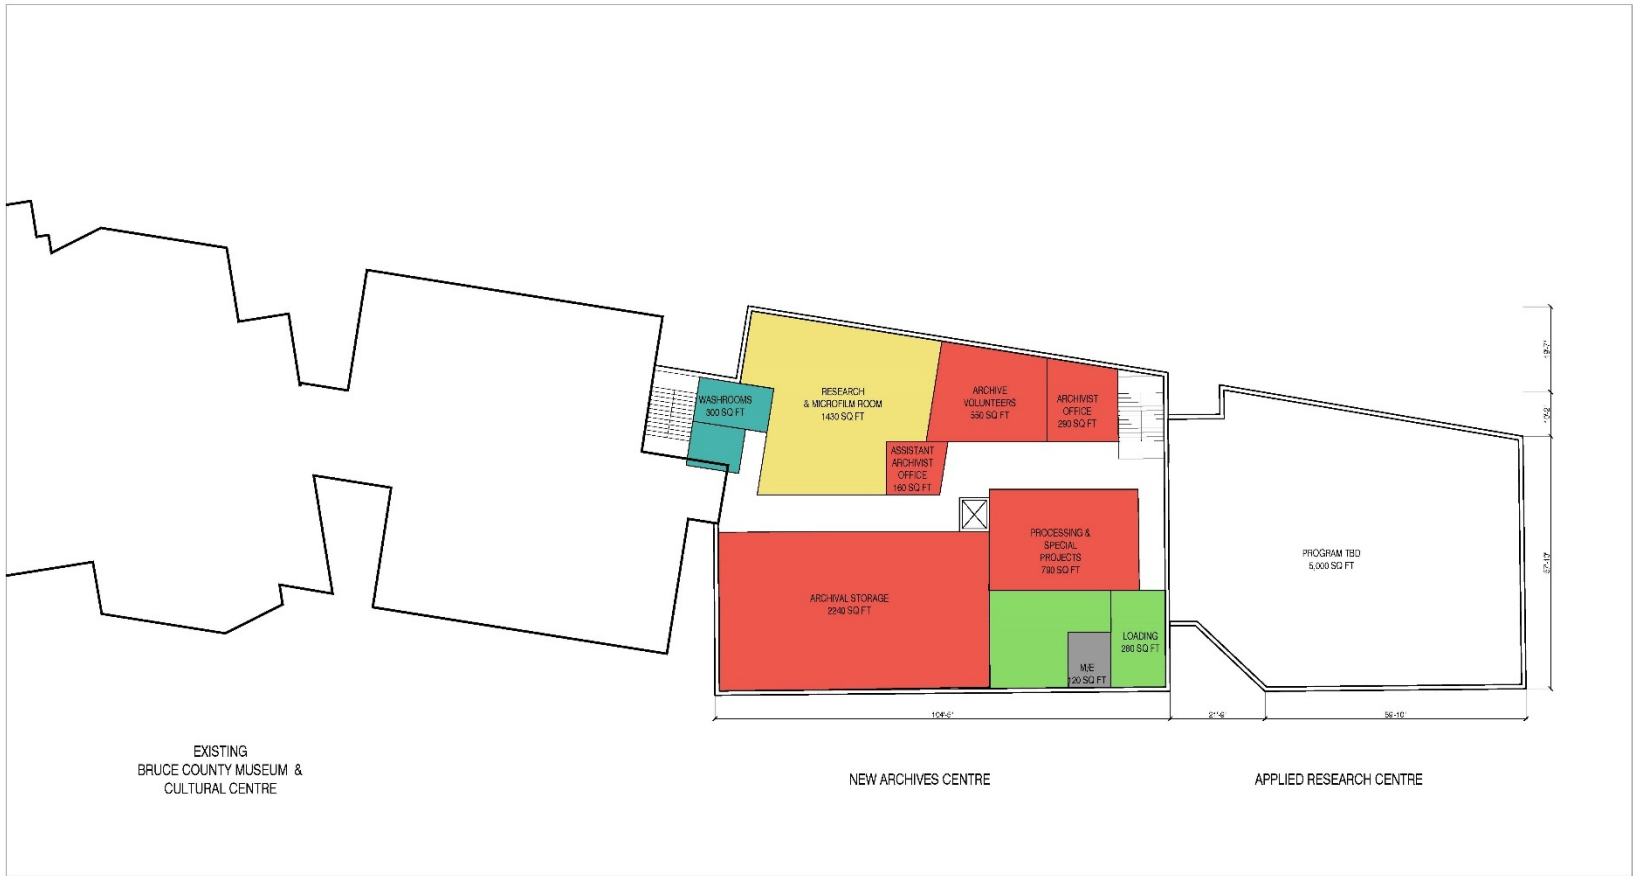 WASHROOMS
300 SQ FT
RESEARCH
& MICROFILM ROOM
1430 SQ FT
ARCHIVE
VOLUNTEERS
550 SQ FT
ARCHIVIST
OFFICE
290 SQ FT
ASSISTANT
ARCHIVIST
OFFICE
160 SQ FT
PROCESSING &
SPECIAL
PROJECTS
790 SQ FT
ARCHIVAL STORAGE
2240 SQ FT
LOADING
280 SQ FT
M/E
120 SQ FT
PROGRAM TBD
5,000 SQ FT
EXISTING
BRUCE COUNTY MUSEUM &
CULTURAL CENTRE
NEW ARCHIVES CENTRE
APPLIED RESEARCH CENTRE